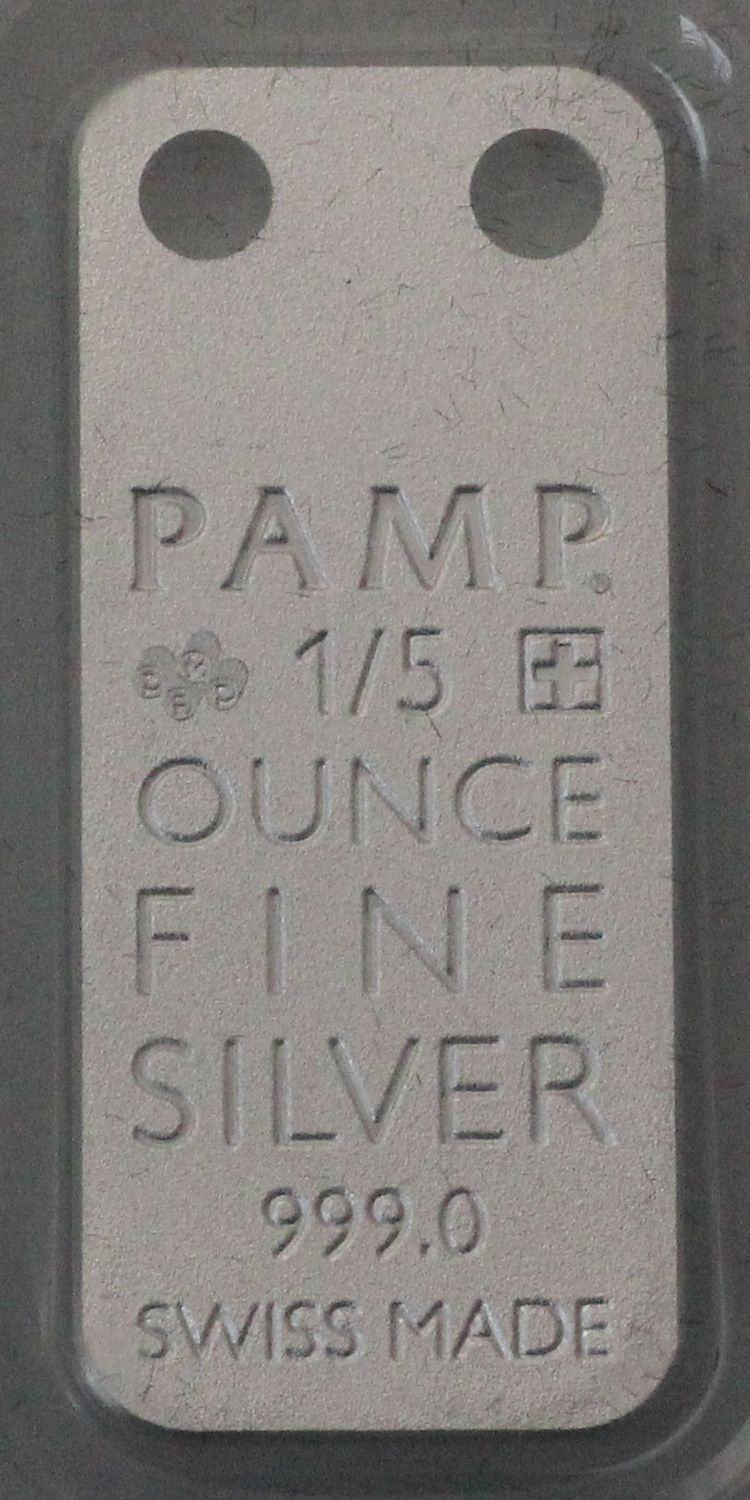 PAMP®
1/5
OUNCE
FINE
SILVER
999.0
SWISS MADE